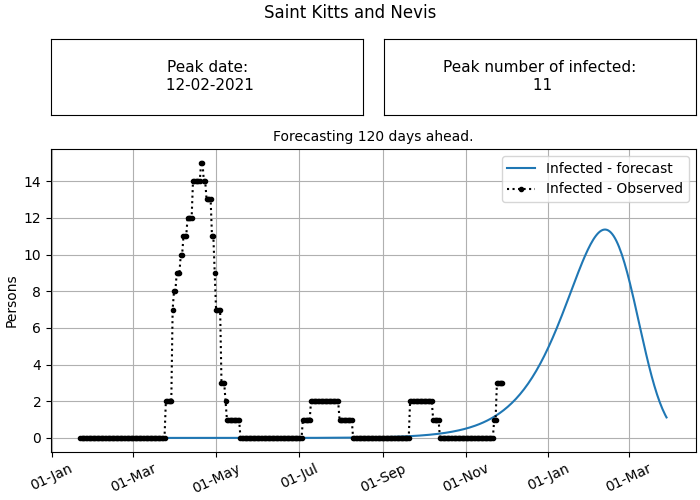 Saint Kitts and Nevis
Peak date:
12-02-2021
Peak number of infected:
11
Forecasting 120 days ahead.
Infected - forecast
Infected - Observed
Persons
14
12
10
8
6
4
2
0
01-Jan
01-Mar
01-May
01-Jul
01-Sep
01-Nov
01-Jan
01-Mar